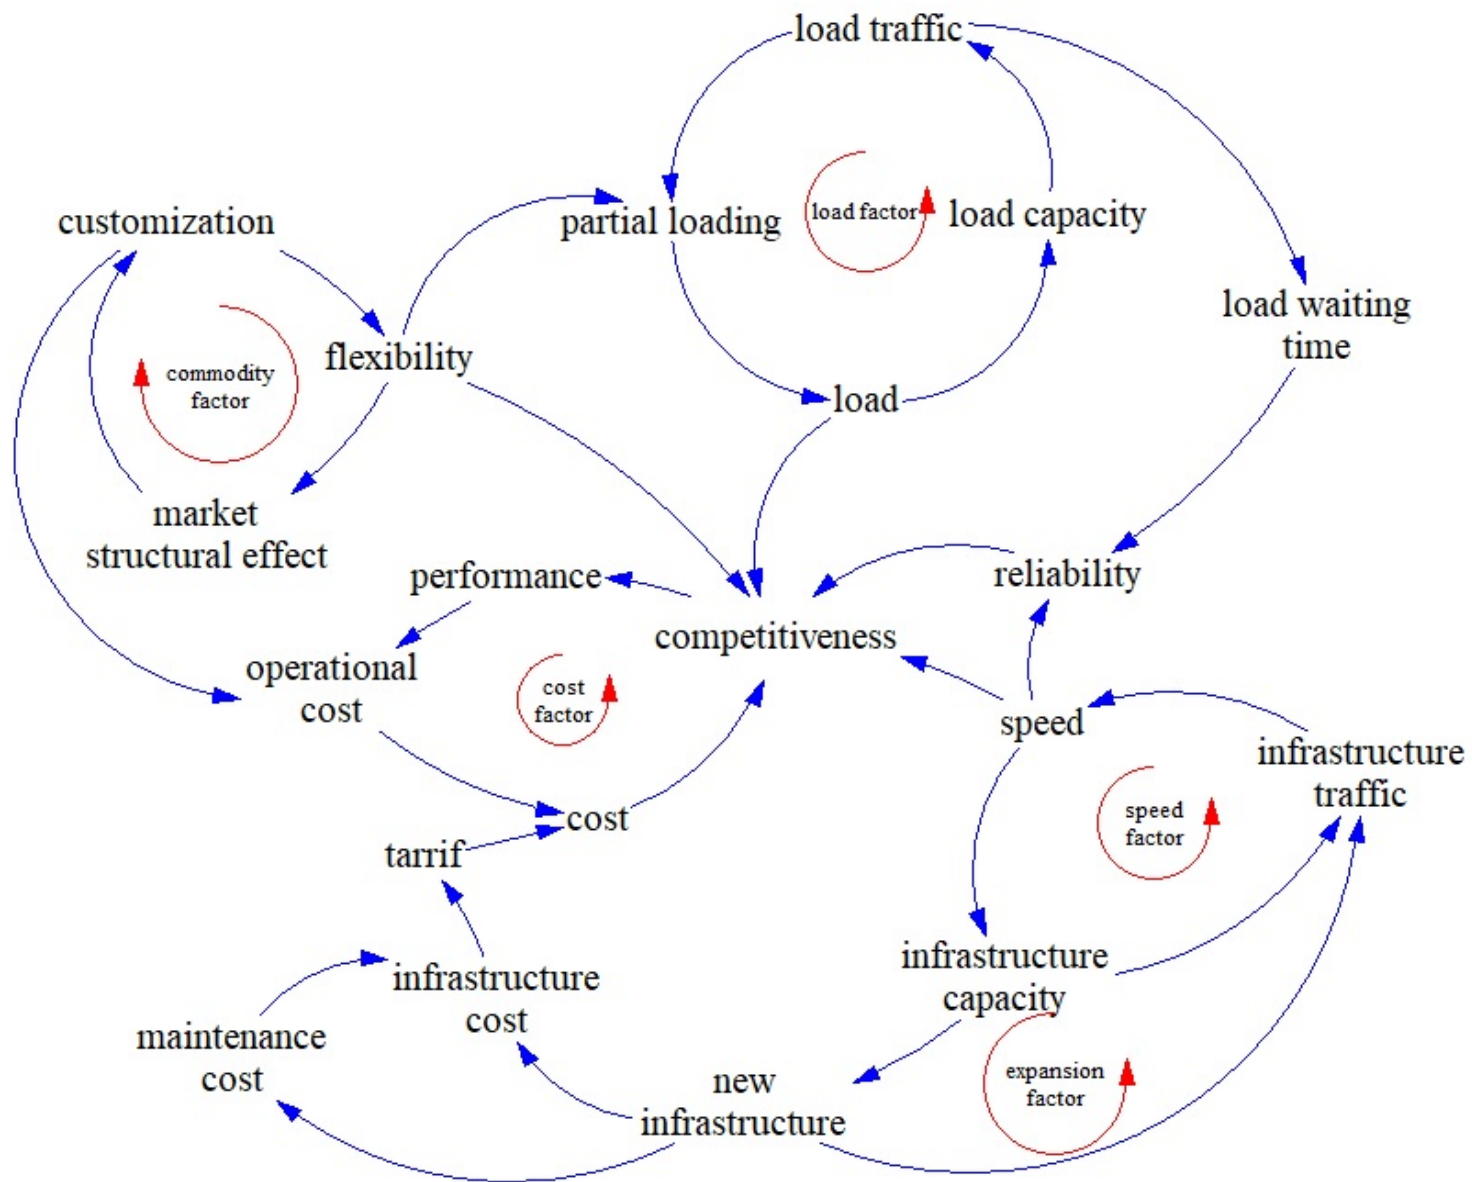 load traffic
customization
partial loading
load factor
load capacity
load waiting
time
flexibility
commodity
factor
load
market
structural effect
performance
reliability
competitiveness
operational
cost
cost
factor
speed
infrastructure
traffic
cost
tarrif
speed
factor
infrastructure
capacity
infrastructure
cost
maintenance
cost
new
infrastructure
expansion
factor